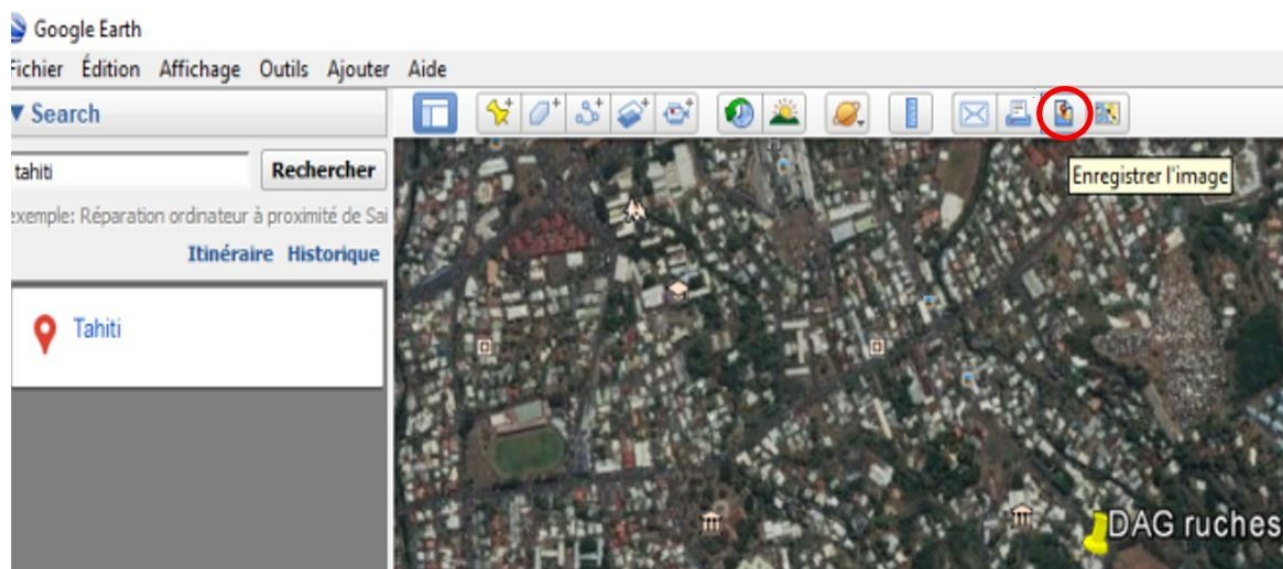 Google Earth
Fichier Édition Affichage Outils Ajouter Aide
▼ Search
tahiti
Rechercher
exemple: Réparation ordinateur à proximité de Sai
Itinéraire Historique
Enregistrer l'image
Tahiti
DAG ruches